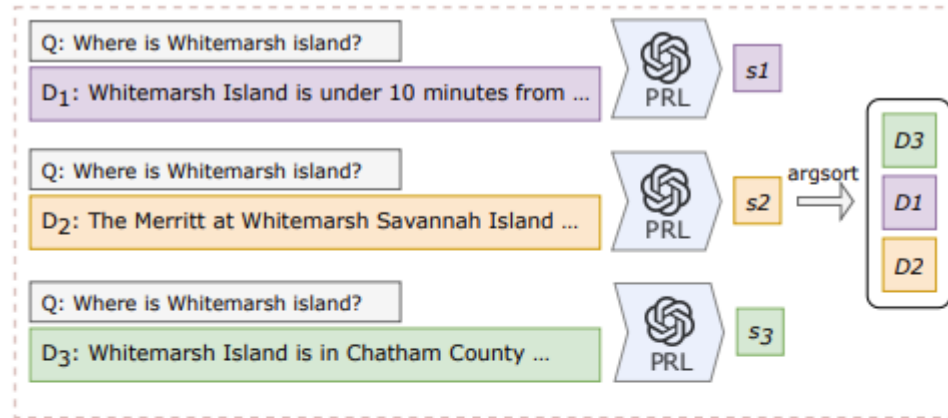 Q: Where is Whitemarsh island?
D1: Whitemarsh Island is under 10 minutes from ...
PRL
s1
Q: Where is Whitemarsh island?
D2: The Merritt at Whitemarsh Savannah Island ...
PRL
s2
argsort
Q: Where is Whitemarsh island?
D3: Whitemarsh Island is in Chatham County ...
PRL
s3
D3
D1
D2